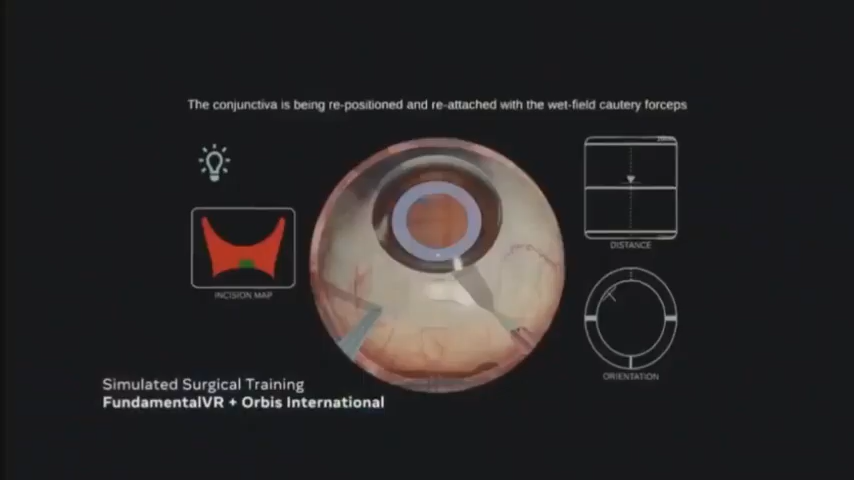 The conjunctiva is being re-positioned and re-attached with the wet-field cautery forceps
INCISION MAP
DISTANCE
ORIENTATION
Simulated Surgical Training
FundamentalVR + Orbis International